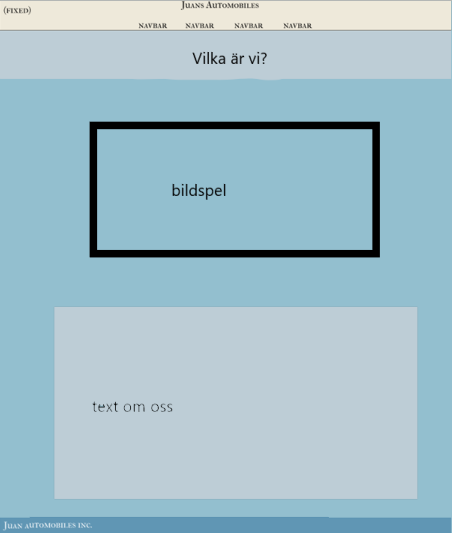 (FIXED)
JUANS AUTOMOBILES
NAVBAR NAVBAR NAVBAR NAVBAR
Vilka är vi?
bildspel
text om oss
JUAN AUTOMOBILES INC.